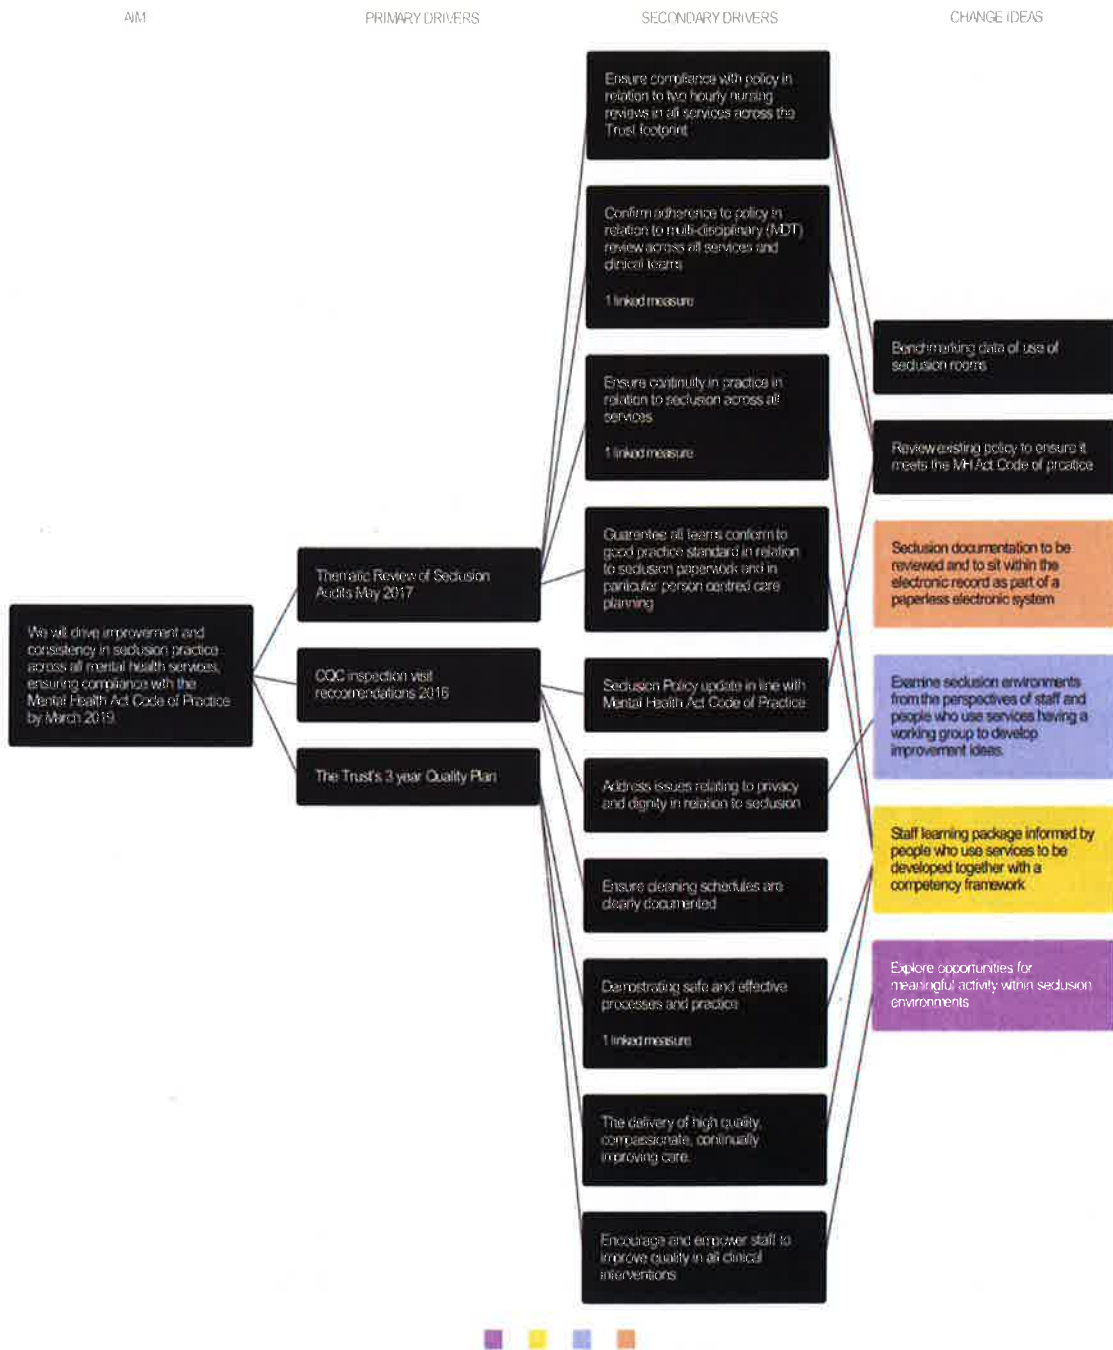 AIM
PRIMARY DRIVERS
SECONDARY DRIVERS
CHANGE IDEAS
We will drive improvement and
consistency in seclusion practice
across all mental health services,
ensuring compliance with the
Mental Health Act Code of Practice
by March 2019.
Thematic Review of Seclusion
Audits May 2017
CQC inspection visit
reccomendations 2016
The Trust's 3 year Quality Plan
Ensure compliance with policy in
relation to two hourly nursing
reviews in all services across the
Trust footprint
Confirm adherence to policy in
relation to multi-disciplinary (MDT)
review across all services and
clinical teams
1 linked measure
Ensure continuity in practice in
relation to seclusion across all
services
1 linked measure
Guarentee all teams conform to
good practice standard in relation
to seclusion paperwork and in
particular person centred care
planning
Seclusion Policy update in line with
Mental Health Act Code of Practice
Address issues relating to privacy
and dignity in relation to seclusion
Ensure cleaning schedules are
clearly documented
Demostrating safe and effective
processes and practice
1 linked measure
The delivery of high quality,
compassionate, continually
improving care.
Encourage and empower staff to
improve quality in all clinical
interventions
Benchmarking data of use of
seclusion rooms
Review existing policy to ensure it
meets the MH Act Code of prcatice
Seclusion documentation to be
reviewed and to sit within the
electronic record as part of a
paperless electronic system
Examine seclusion environments
from the perspectives of staff and
people who use services having a
working group to develop
improvement ideas.
Staff learning package informed by
people who use services to be
developed together with a
competency framework
Explore opportunities for
meaningful activity within seclusion
environments